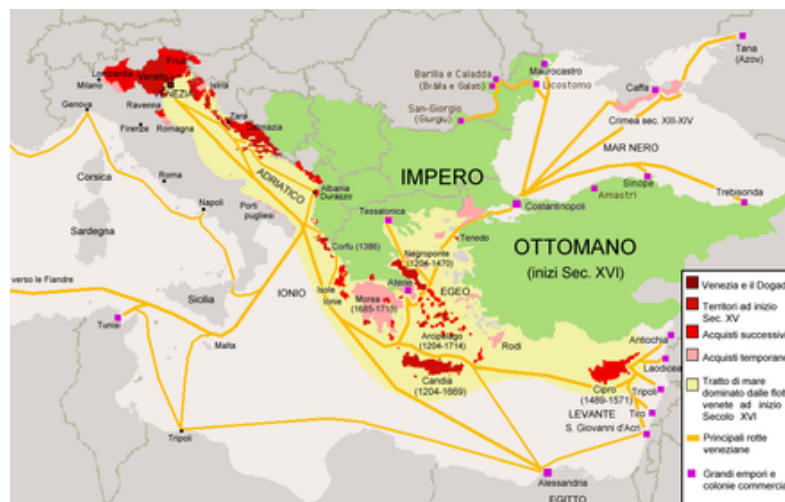 Tana
(Azov)
Friuli
Lombardia
Milano
Veneto
VENEZIA
Istria
Barilla e Caladda
(Brăila e Galați)
Maurocastro
Licostomo
Caffa
Genova
Ravenna
Romagna
Firenze
Zara
Dalmazia
San-Giorgio
(Giurgiu)
Crimea sec. XIII-XIV
MAR NERO
Corsica
Roma
ADRIATICO
Albania
Durazzo
IMPERO
Sinope
Amastri
Trebisonda
Costantinopoli
Napoli
Porti
pugliesi
Tessalonica
Sardegna
Corfù (1386)
Tenedo
Negroponte
(1204-1470)
OTTOMANO
(inizi Sec. XVI)
verso le Fiandre
IONIO
Isole
Ionie
Morea
(1685-1715)
Atene
EGEO
Sicilia
Tunisi
Malta
Arcipelago
(1204-1714)
Rodi
Antiochia
Laodicea
Candia
(1204-1669)
Cipro
(1489-1571)
Tripoli
LEVANTE
Tiro
S. Giovanni d'Acri
Tripoli
Alessandria
EGITTO
Venezia e il Dogad
Territori ad inizio
Sec. XV
Acquisti successivi
Acquisti temporane
Tratto di mare
dominato dalle flott
venete ad inizio
Secolo XVI
Principali rotte
veneziane
Grandi empori e
colonie commercia